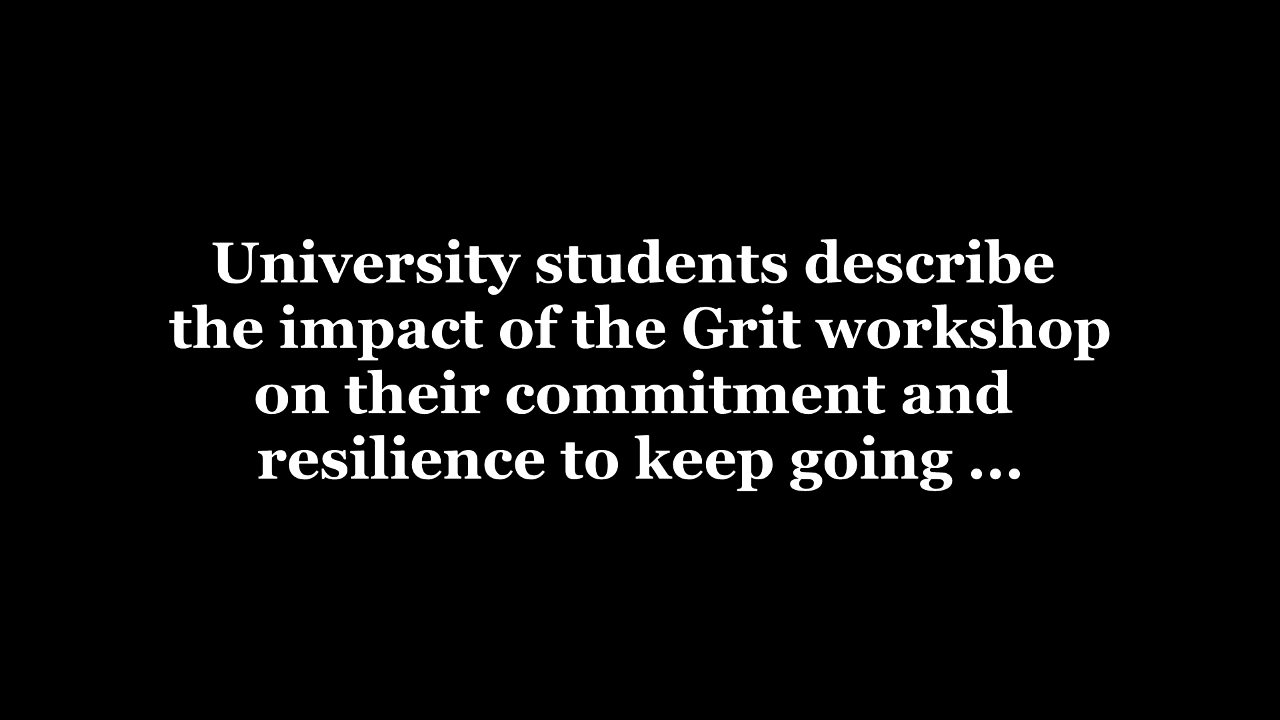 University students describe
the impact of the Grit workshop
on their commitment and
resilience to keep going ...